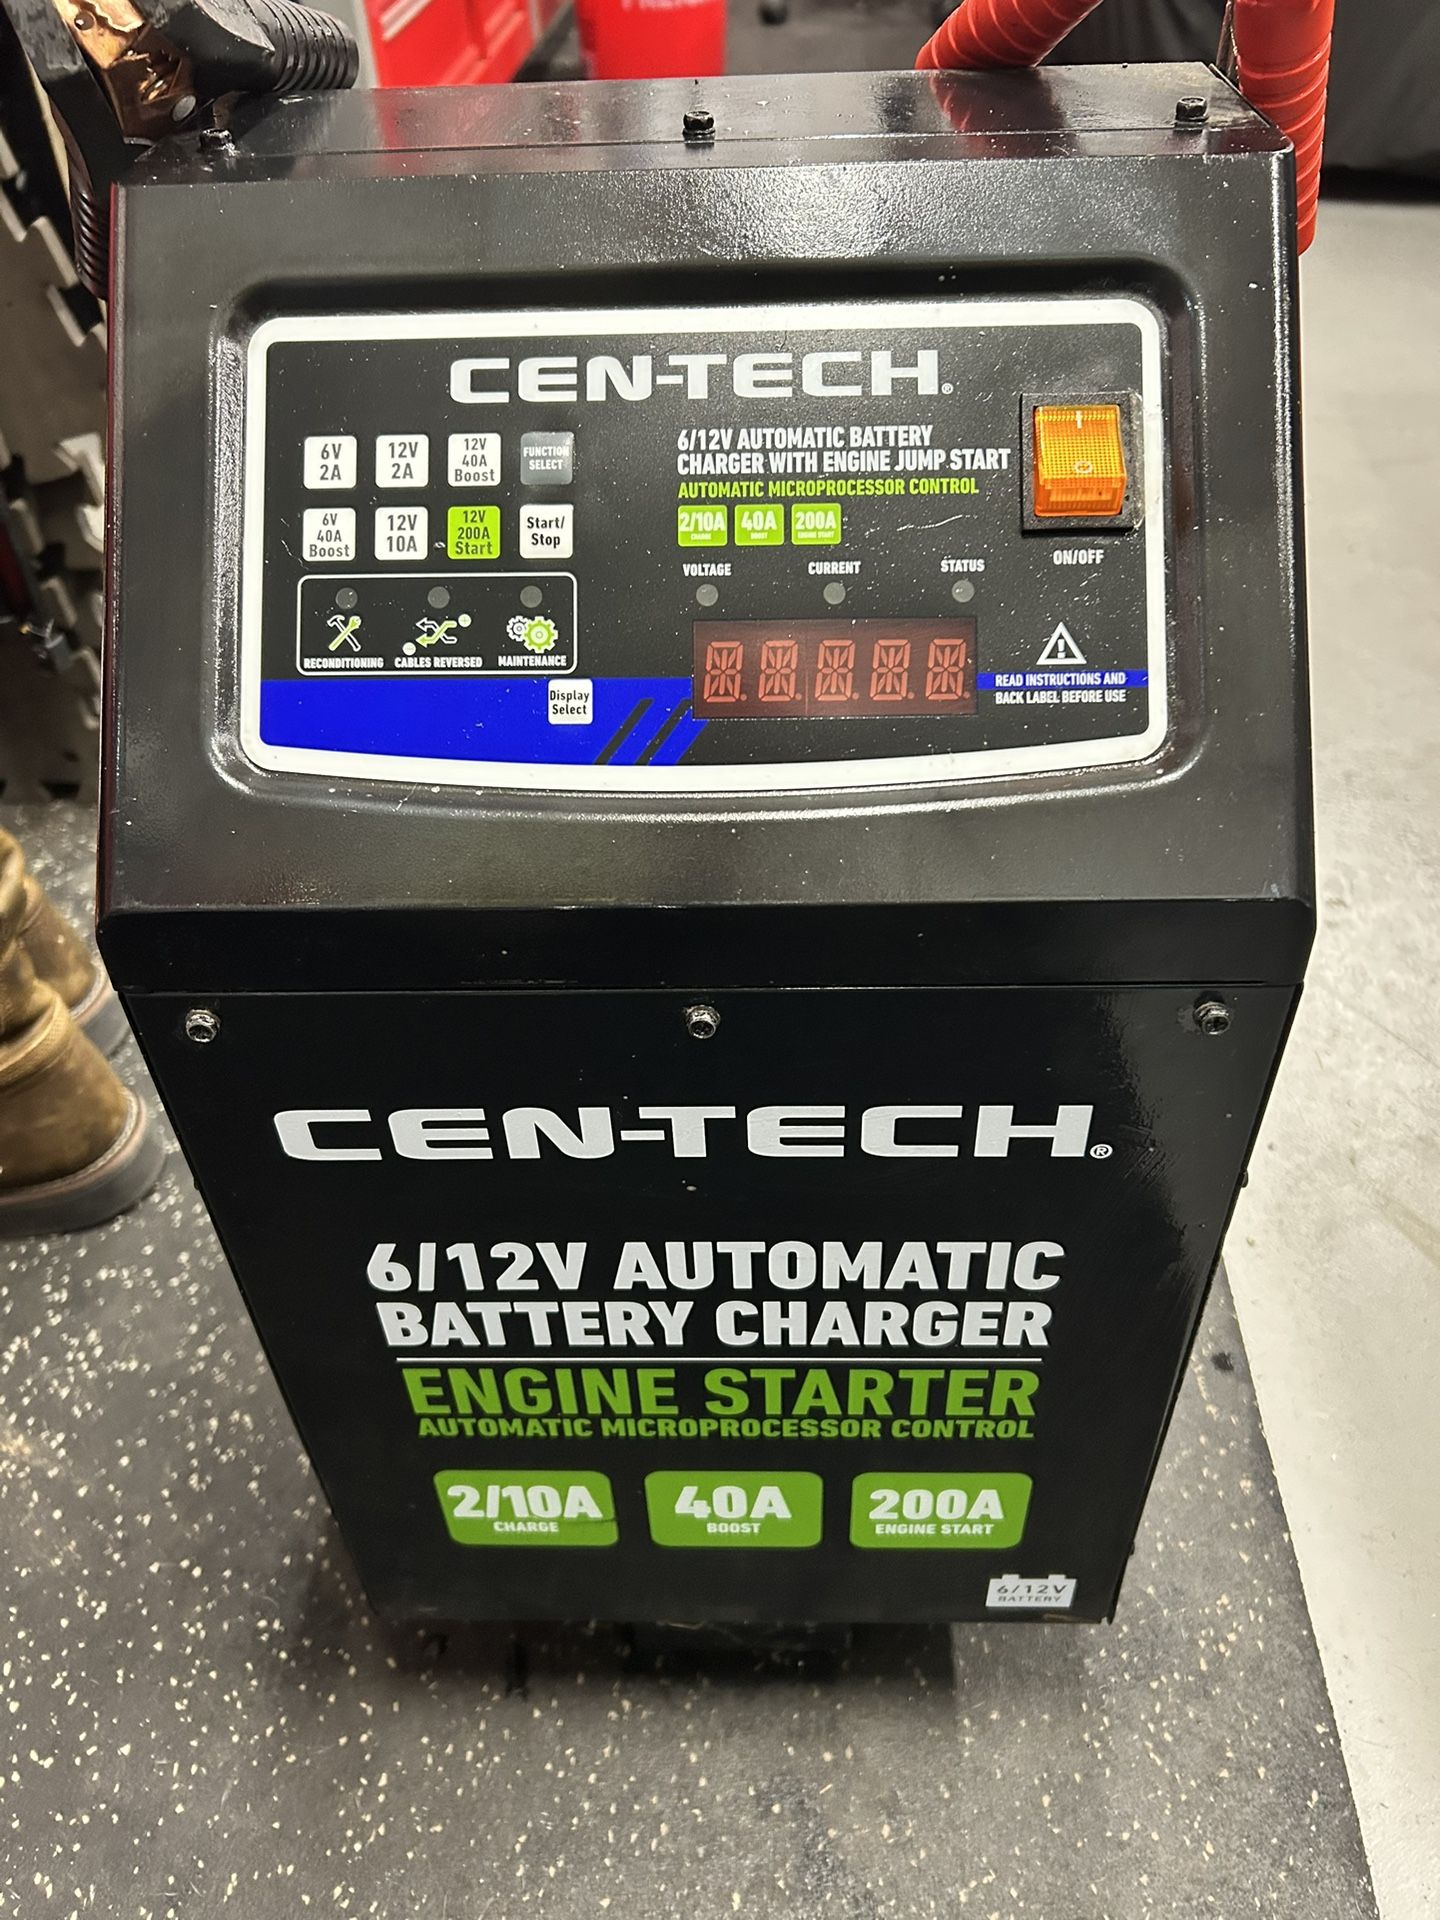 CEN-TECH®
6V
2A
12V
2A
12V
40A
Boost
FUNCTION
SELECT
6V
40A
Boost
12V
10A
12V
200A
Start
Start/
Stop
6/12V AUTOMATIC BATTERY
CHARGER WITH ENGINE JUMP START
AUTOMATIC MICROPROCESSOR CONTROL
2/10A
CHARGE
40A
BOOST
200A
ENGINE START
ON/OFF
VOLTAGE
CURRENT
STATUS
RECONDITIONING
CABLES REVERSED
MAINTENANCE
Display
Select
READ INSTRUCTIONS AND
BACK LABEL BEFORE USE
CEN-TECH®
6/12V AUTOMATIC
BATTERY CHARGER
ENGINE STARTER
AUTOMATIC MICROPROCESSOR CONTROL
2/10A
CHARGE
40A
BOOST
200A
ENGINE START
6/12V
BATTERY